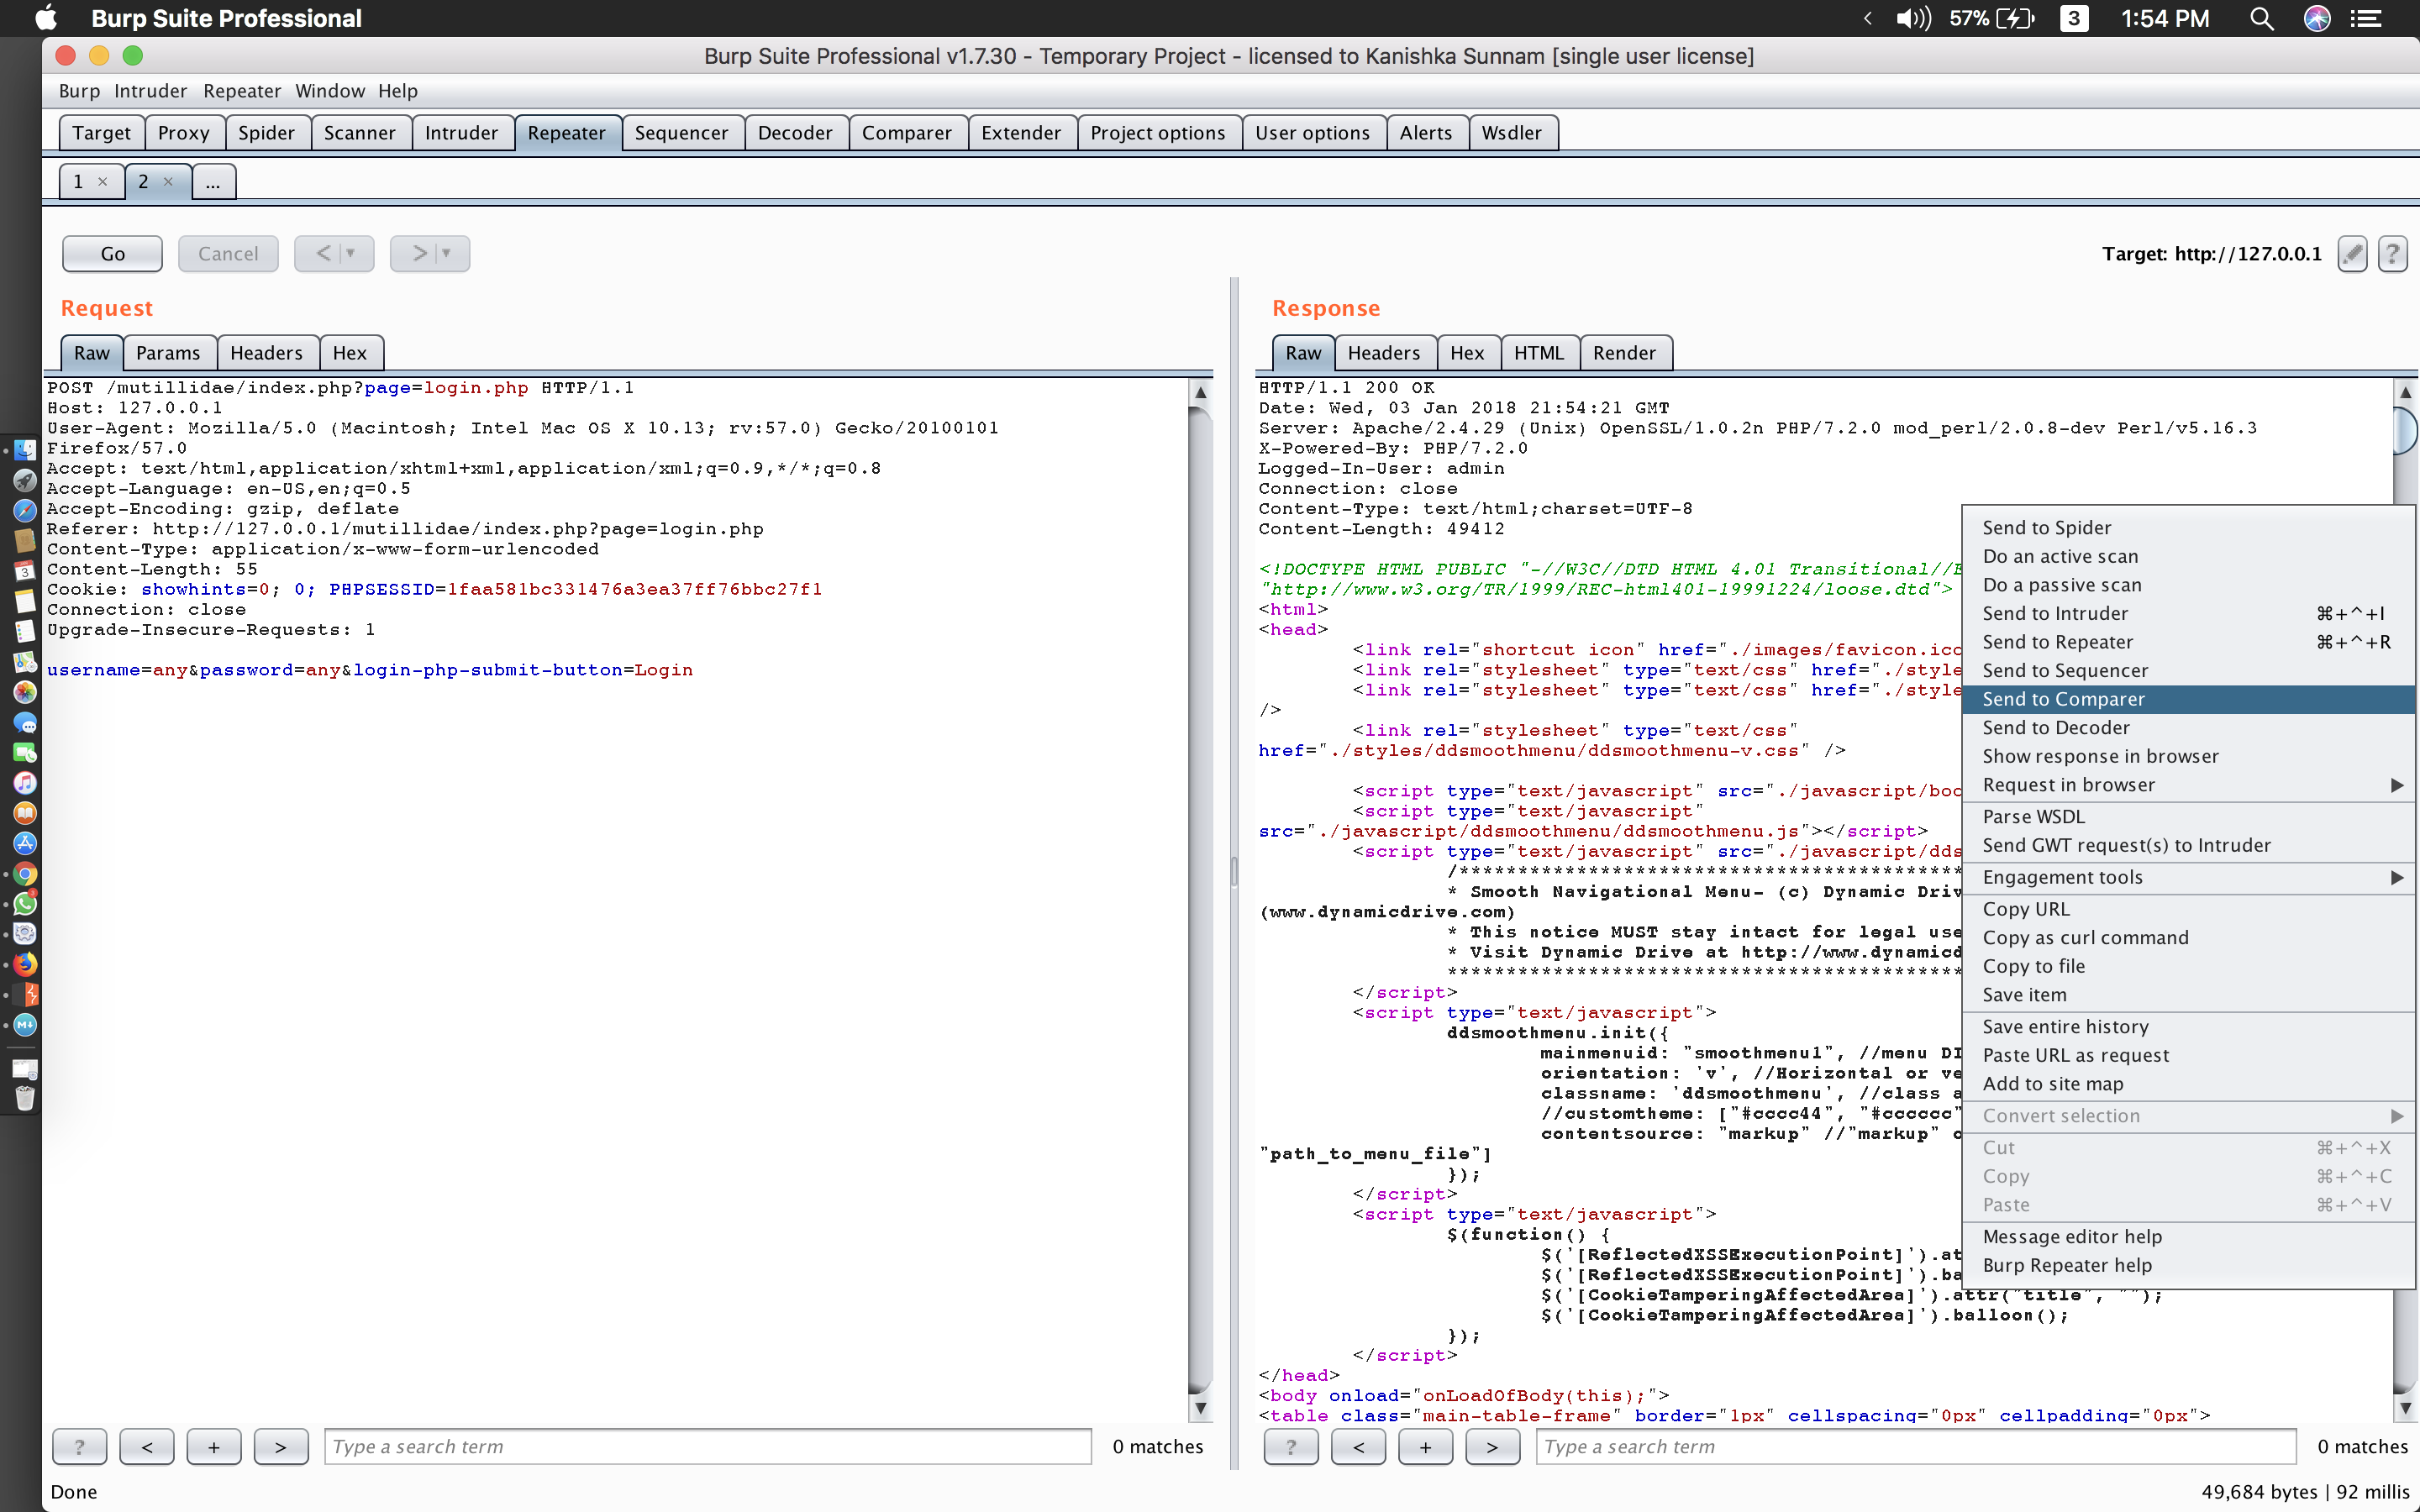 Burp Suite Professional
57%
3
1:54 PM
Burp Suite Professional v1.7.30 - Temporary Project - licensed to Kanishka Sunnam [single user license]
Burp Intruder Repeater Window Help
Target Proxy Spider Scanner Intruder Repeater Sequencer Decoder Comparer Extender Project options User options Alerts Wsdler
1 × 2 × ...
Go Cancel < >
Target: http://127.0.0.1 ?
Request
Raw Params Headers Hex
POST /mutillidae/index.php?page=login.php HTTP/1.1
Host: 127.0.0.1
User-Agent: Mozilla/5.0 (Macintosh; Intel Mac OS X 10.13; rv:57.0) Gecko/20100101
Firefox/57.0
Accept: text/html,application/xhtml+xml,application/xml;q=0.9,*/*;q=0.8
Accept-Language: en-US,en;q=0.5
Accept-Encoding: gzip, deflate
Referer: http://127.0.0.1/mutillidae/index.php?page=login.php
Content-Type: application/x-www-form-urlencoded
Content-Length: 55
Cookie: showhints=0; 0; PHPSESSID=1faa581bc331476a3ea37ff76bbc27f1
Connection: close
Upgrade-Insecure-Requests: 1
username=any&password=any&login-php-submit-button=Login
? < + > Type a search term 0 matches
Done
Response
Raw Headers Hex HTML Render
HTTP/1.1 200 OK
Date: Wed, 03 Jan 2018 21:54:21 GMT
Server: Apache/2.4.29 (Unix) OpenSSL/1.0.2n PHP/7.2.0 mod_perl/2.0.8-dev Perl/v5.16.3
X-Powered-By: PHP/7.2.0
Logged-In-User: admin
Connection: close
Content-Type: text/html;charset=UTF-8
Content-Length: 49412
<!DOCTYPE HTML PUBLIC "-//W3C//DTD HTML 4.01 Transitional//E
"http://www.w3.org/TR/1999/REC-html401-19991224/loose.dtd">
<html>
<head>
<link rel="shortcut icon" href="./images/favicon.ico
<link rel="stylesheet" type="text/css" href="./style
<link rel="stylesheet" type="text/css" href="./style
/>
<link rel="stylesheet" type="text/css"
href="./styles/ddsmoothmenu/ddsmoothmenu-v.css" />
<script type="text/javascript" src="./javascript/boo
<script type="text/javascript"
src="./javascript/ddsmoothmenu/ddsmoothmenu.js"></script>
<script type="text/javascript" src="./javascript/dds
/*******************************************
* Smooth Navigational Menu- (c) Dynamic Driv
(www.dynamicdrive.com)
* This notice MUST stay intact for legal use
* Visit Dynamic Drive at http://www.dynamicd
********************************************
</script>
<script type="text/javascript">
ddsmoothmenu.init({
mainmenuid: "smoothmenu1", //menu DI
orientation: 'v', //Horizontal or ve
classname: 'ddsmoothmenu', //class a
//customtheme: ["#cccc44", "#cccccc"
contentsource: "markup" //"markup" o
"path_to_menu_file"]
});
</script>
<script type="text/javascript">
$(function() {
$('[ReflectedXSSExecutionPoint]').at
$('[ReflectedXSSExecutionPoint]').ba
$('[CookieTamperingAffectedArea]').attr("title", "");
$('[CookieTamperingAffectedArea]').balloon();
});
</script>
</head>
<body onload="onLoadOfBody(this);">
<table class="main-table-frame" border="1px" cellspacing="0px" cellpadding="0px">
Send to Spider
Do an active scan
Do a passive scan
Send to Intruder ⌘+^+I
Send to Repeater ⌘+^+R
Send to Sequencer
Send to Comparer
Send to Decoder
Show response in browser
Request in browser
Parse WSDL
Send GWT request(s) to Intruder
Engagement tools
Copy URL
Copy as curl command
Copy to file
Save item
Save entire history
Paste URL as request
Add to site map
Convert selection
Cut ⌘+^+X
Copy ⌘+^+C
Paste ⌘+^+V
Message editor help
Burp Repeater help
? < + > Type a search term 0 matches
49,684 bytes | 92 millis